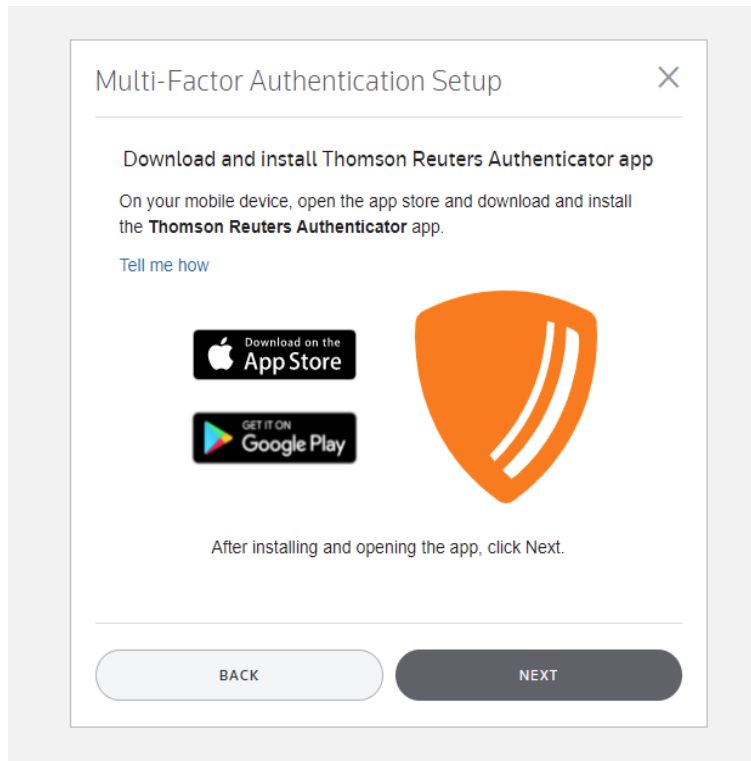 Multi-Factor Authentication Setup
Download and install Thomson Reuters Authenticator app
On your mobile device, open the app store and download and install
the Thomson Reuters Authenticator app.
Tell me how
Download on the
App Store
GET IT ON
Google Play
After installing and opening the app, click Next.
BACK
NEXT